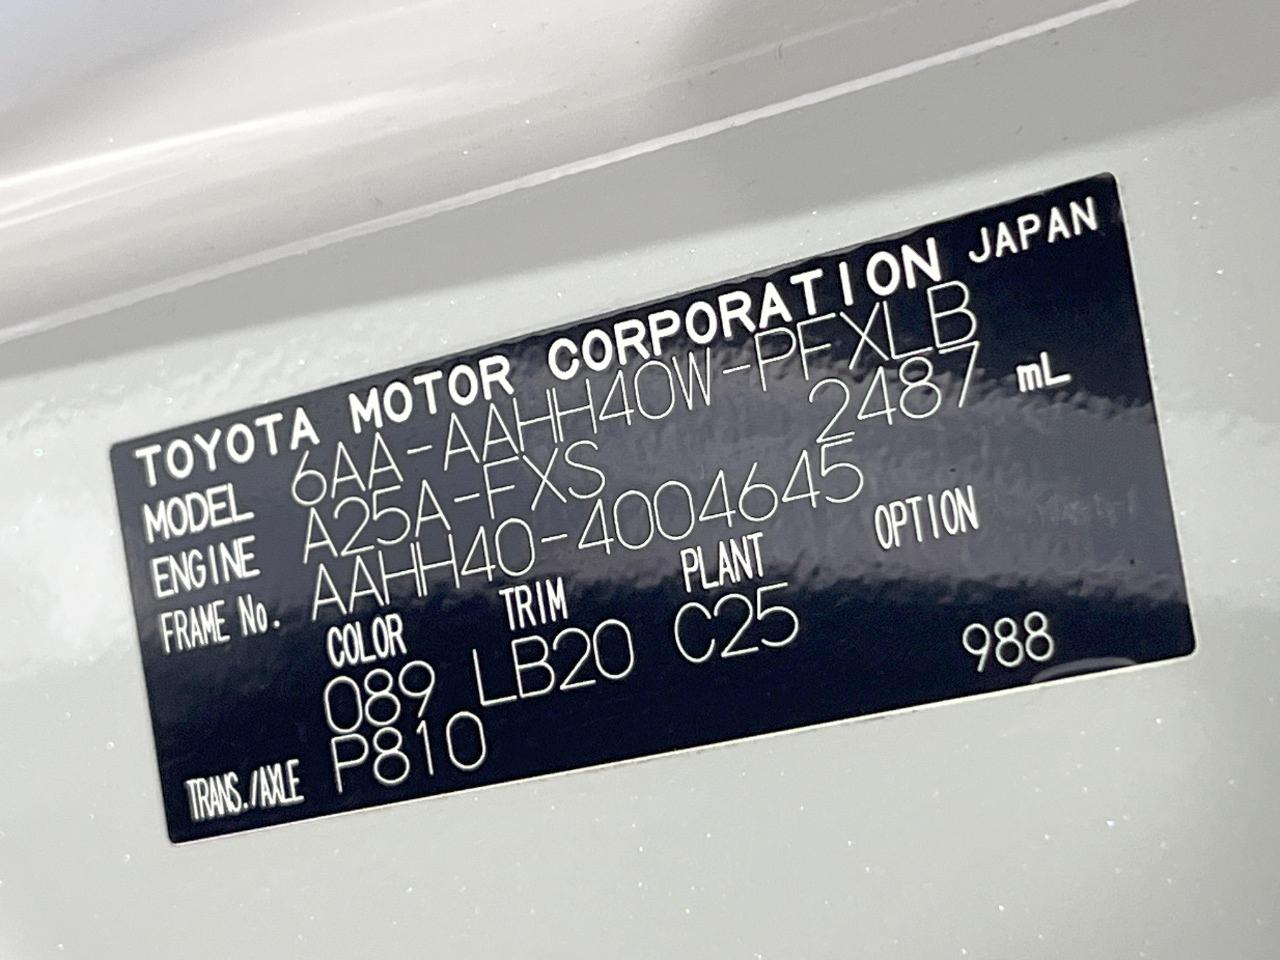 TOYOTA MOTOR CORPORATION JAPAN
MODEL 6AA-AAHH40W-PFXLB
ENGINE A25A-FXS 2487 mL
FRAME No. AAHH40-4004645
COLOR TRIM PLANT OPTION
089 LB20 C25 988
TRANS./AXLE P810